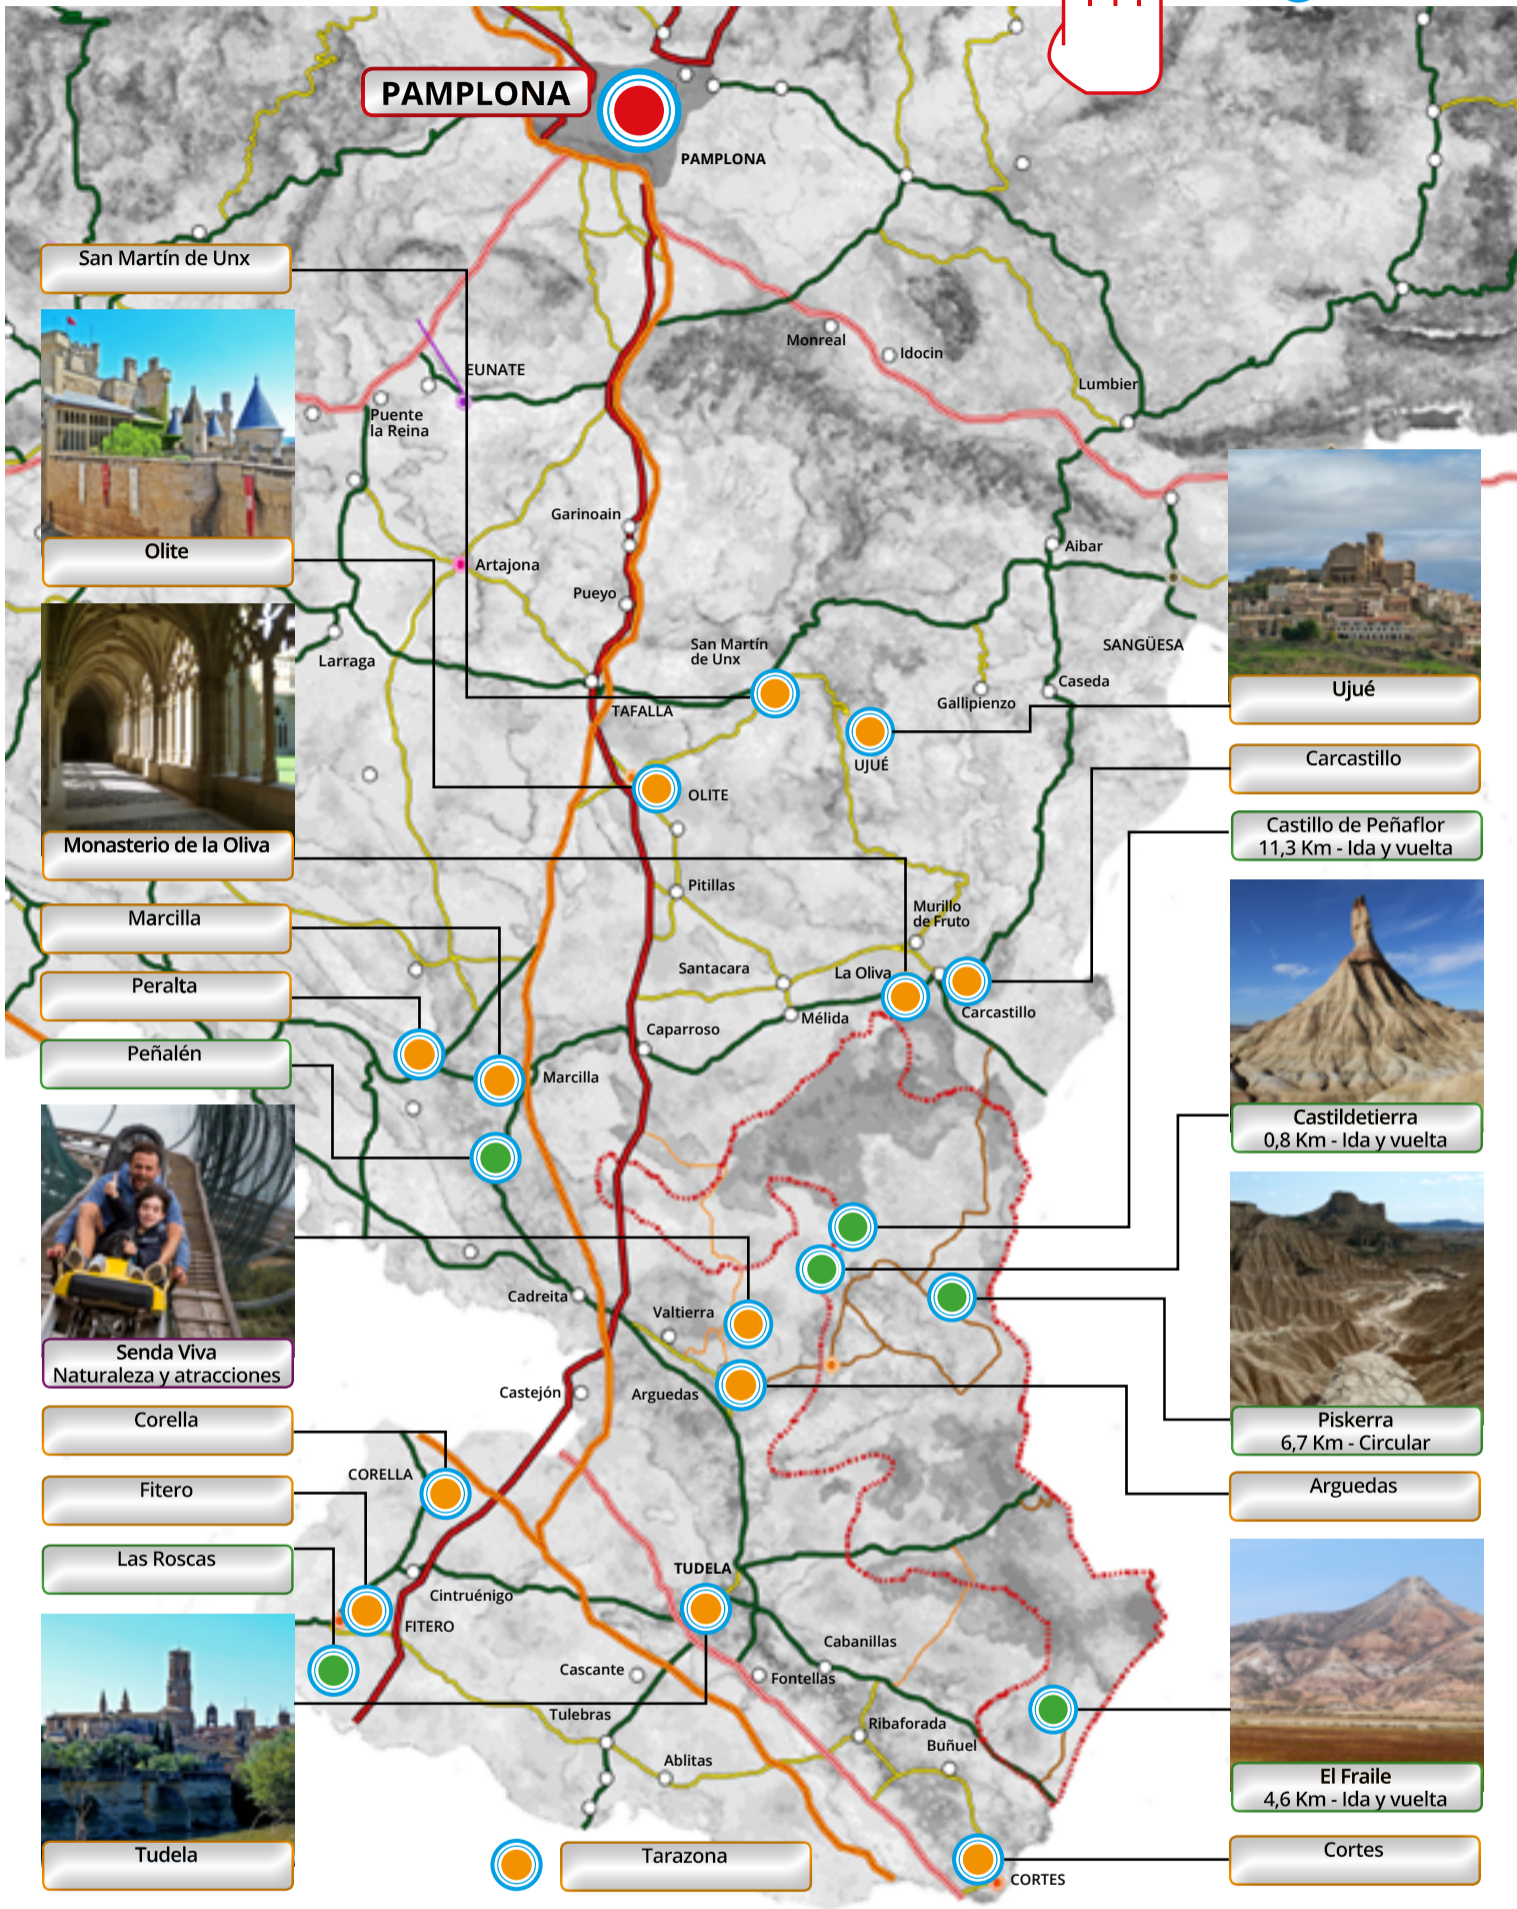 PAMPLONA
PAMPLONA
San Martín de Unx
Monreal
Idocin
EUNATE
Lumbier
Puente
la Reina
Garinoain
Olite
Artajona
Aibar
Pueyo
San Martín
de Unx
SANGÜESA
Larraga
Caseda
Ujué
Gallipienzo
TAFALLA
UJUÉ
Carcastillo
OLITE
Castillo de Peñaflor
11,3 Km - Ida y vuelta
Monasterio de la Oliva
Pitillas
Murillo
de Fruto
Marcilla
Santacara
La Oliva
Peralta
Mélida
Carcastillo
Caparroso
Peñalén
Marcilla
Castildetierra
0,8 Km - Ida y vuelta
Cadreita
Valtierra
Senda Viva
Naturaleza y atracciones
Castejón
Arguedas
Corella
Piskerra
6,7 Km - Circular
CORELLA
Fitero
Arguedas
Las Roscas
TUDELA
Cintruénigo
FITERO
Cabanillas
Cascante
Fontellas
Tulebras
Ribaforada
Buñuel
Ablitas
El Fraile
4,6 Km - Ida y vuelta
Tudela
Tarazona
Cortes
CORTES